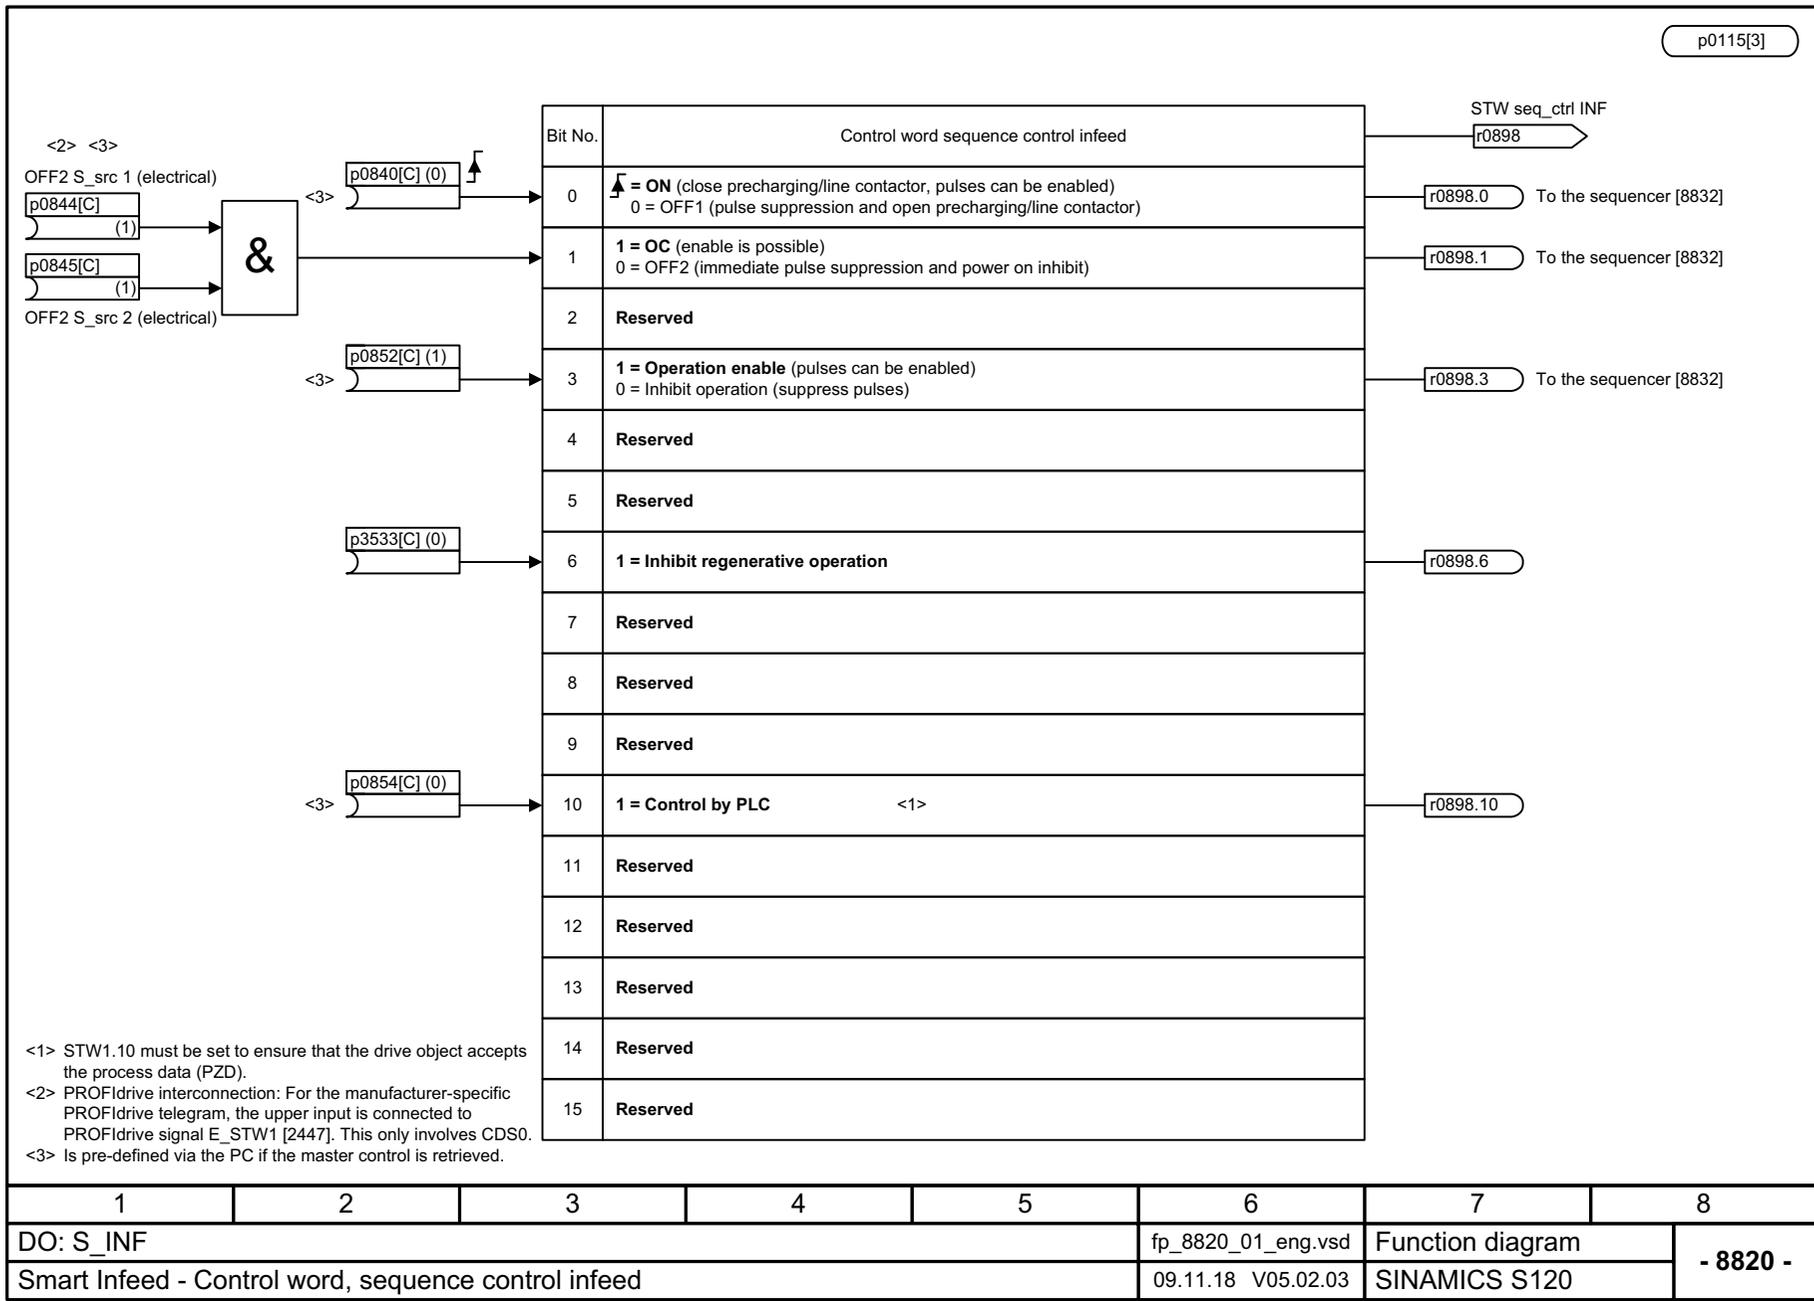 p0115[3]
STW seq_ctrl INF
Bit No.
Control word sequence control infeed
r0898
<2> <3>
OFF2 S_src 1 (electrical)
p0844[C]
(1)
p0845[C]
(1)
OFF2 S_src 2 (electrical)
&
<3>
p0840[C] (0)
0
= ON (close precharging/line contactor, pulses can be enabled)
0 = OFF1 (pulse suppression and open precharging/line contactor)
r0898.0
To the sequencer [8832]
1
1 = OC (enable is possible)
0 = OFF2 (immediate pulse suppression and power on inhibit)
r0898.1
To the sequencer [8832]
2
Reserved
<3>
p0852[C] (1)
3
1 = Operation enable (pulses can be enabled)
0 = Inhibit operation (suppress pulses)
r0898.3
To the sequencer [8832]
4
Reserved
5
Reserved
p3533[C] (0)
6
1 = Inhibit regenerative operation
r0898.6
7
Reserved
8
Reserved
9
Reserved
<3>
p0854[C] (0)
10
1 = Control by PLC <1>
r0898.10
11
Reserved
12
Reserved
13
Reserved
14
Reserved
15
Reserved
<1> STW1.10 must be set to ensure that the drive object accepts
the process data (PZD).
<2> PROFIdrive interconnection: For the manufacturer-specific
PROFIdrive telegram, the upper input is connected to
PROFIdrive signal E_STW1 [2447]. This only involves CDS0.
<3> Is pre-defined via the PC if the master control is retrieved.
1 2 3 4 5 6 7 8
DO: S_INF
fp_8820_01_eng.vsd
Function diagram
- 8820 -
Smart Infeed - Control word, sequence control infeed
09.11.18 V05.02.03
SINAMICS S120